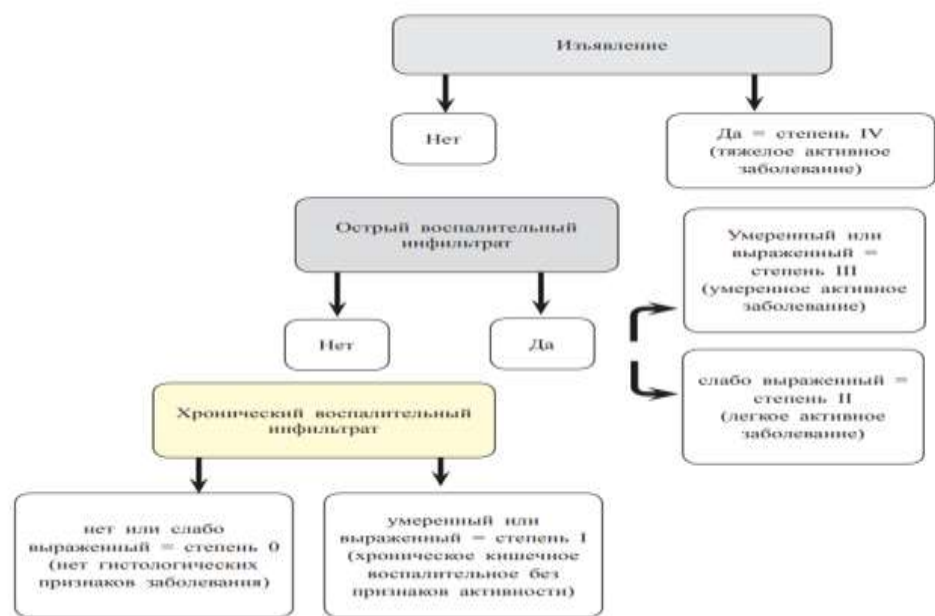 Изъявление
Нет
Да = степень IV
(тяжелое активное
заболевание)
Острый воспалительный
инфильтрат
Умеренный или
выраженный =
степень III
(умеренное активное
заболевание)
Нет
Да
слабо выраженный =
степень II
(легкое активное
заболевание)
Хронический воспалительный
инфильтрат
нет или слабо
выраженный = степень 0
(нет гистологических
признаков заболевания)
умеренный или
выраженный = степень I
(хроническое кишечное
воспалительное без
признаков активности)